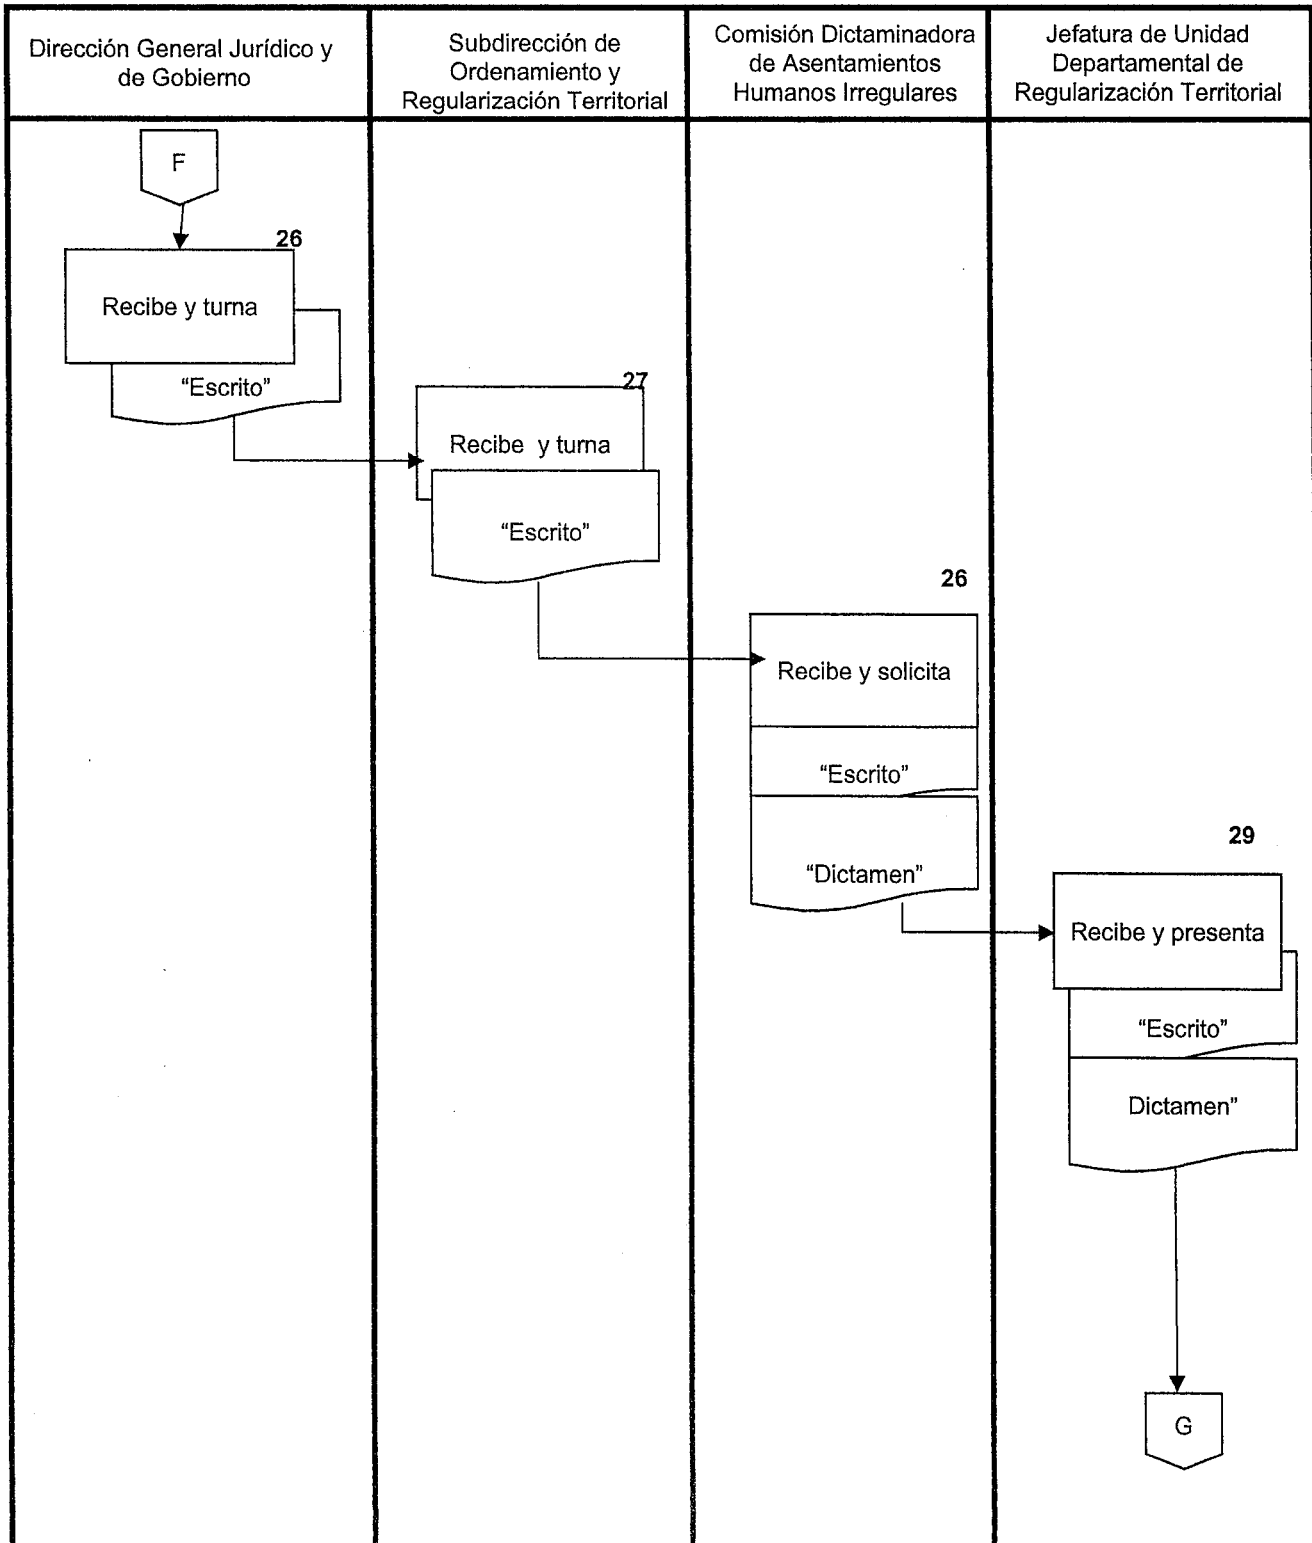 Dirección General Jurídico y
de Gobierno
Subdirección de
Ordenamiento y
Regularización Territorial
Comisión Dictaminadora
de Asentamientos
Humanos Irregulares
Jefatura de Unidad
Departamental de
Regularización Territorial
F
26
Recibe y turna
“Escrito”
27
Recibe y turna
“Escrito”
26
Recibe y solicita
“Escrito”
“Dictamen”
29
Recibe y presenta
“Escrito”
Dictamen”
G